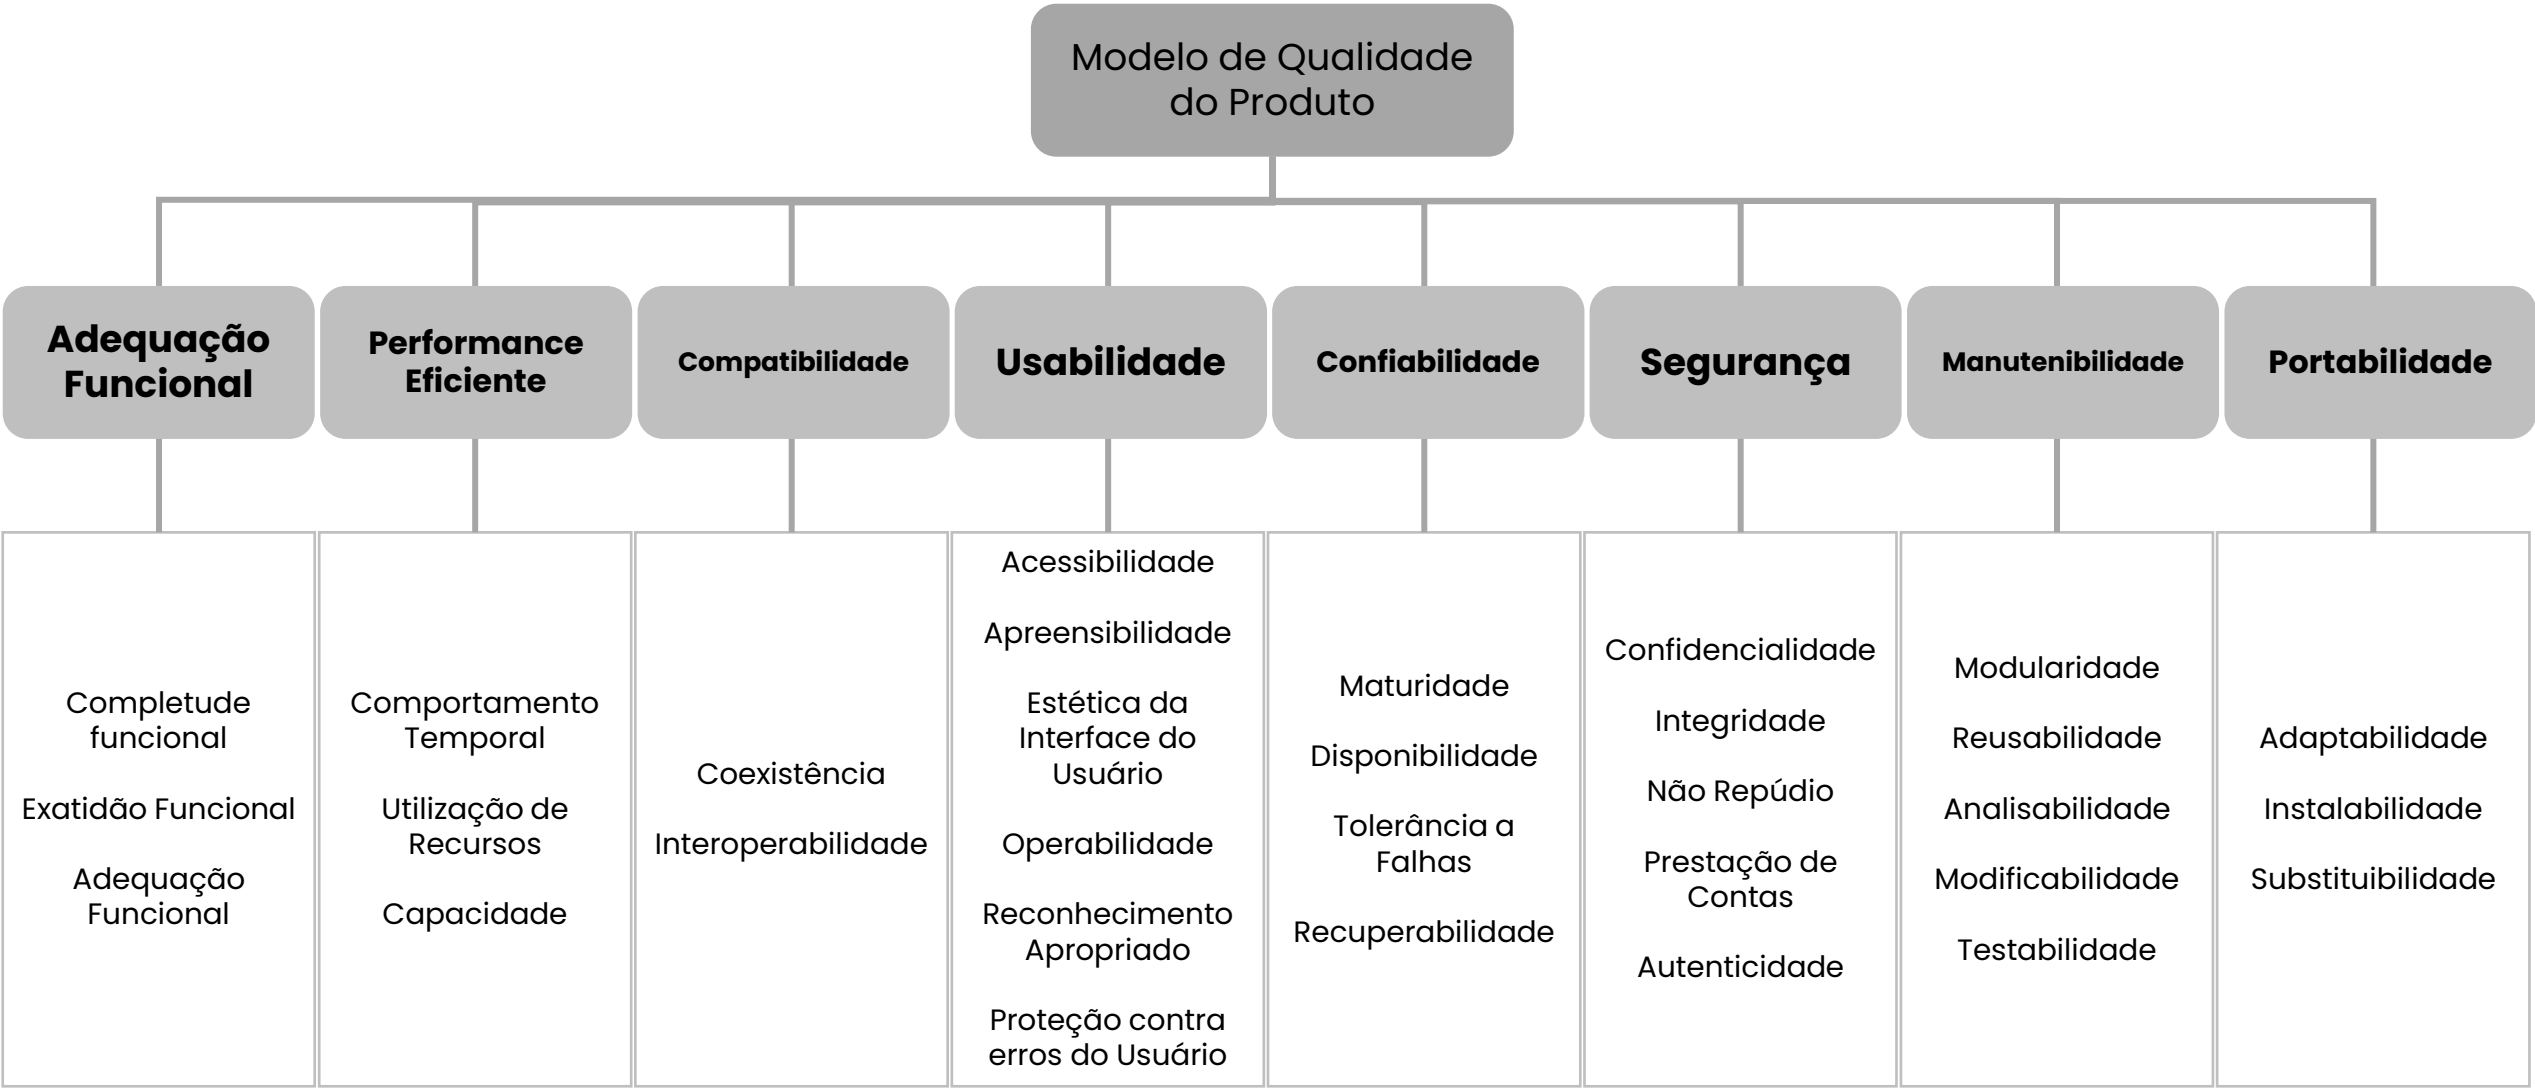 Modelo de Qualidade
do Produto
Adequação
Funcional
Performance
Eficiente
Compatibilidade
Usabilidade
Confiabilidade
Segurança
Manutenibilidade
Portabilidade
Completude
funcional
Exatidão Funcional
Adequação
Funcional
Comportamento
Temporal
Utilização de
Recursos
Capacidade
Coexistência
Interoperabilidade
Acessibilidade
Apreensibilidade
Estética da
Interface do
Usuário
Operabilidade
Reconhecimento
Apropriado
Proteção contra
erros do Usuário
Maturidade
Disponibilidade
Tolerância a
Falhas
Recuperabilidade
Confidencialidade
Integridade
Não Repúdio
Prestação de
Contas
Autenticidade
Modularidade
Reusabilidade
Analisabilidade
Modificabilidade
Testabilidade
Adaptabilidade
Instalabilidade
Substituibilidade